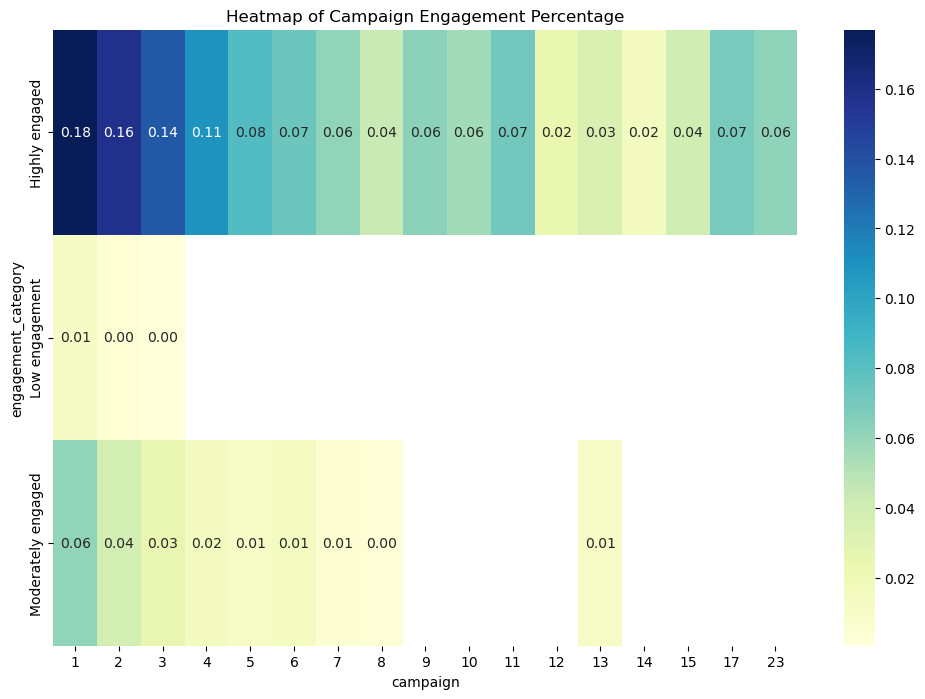 Heatmap of Campaign Engagement Percentage
engagement_category
Highly engaged
0.18 0.16 0.14 0.11 0.08 0.07 0.06 0.04 0.06 0.06 0.07 0.02 0.03 0.02 0.04 0.07 0.06
Low engagement
0.01 0.00 0.00
Moderately engaged
0.06 0.04 0.03 0.02 0.01 0.01 0.01 0.00 0.01
1 2 3 4 5 6 7 8 9 10 11 12 13 14 15 17 23
campaign
0.16
0.14
0.12
0.10
0.08
0.06
0.04
0.02